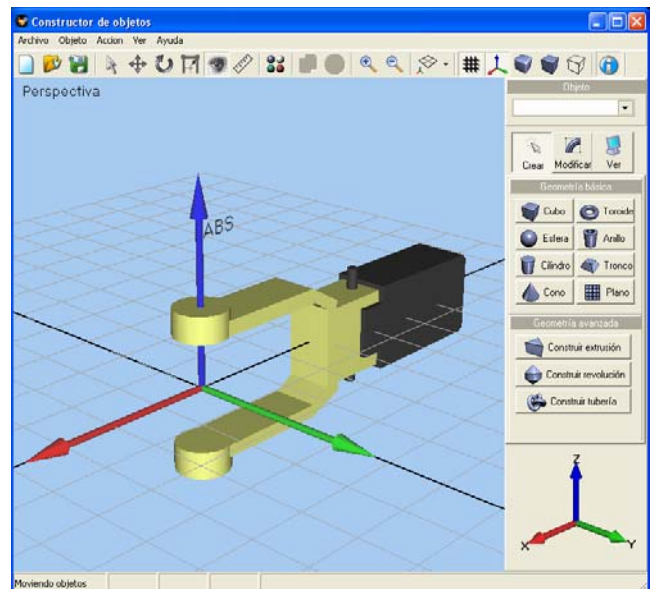 Constructor de objetos
Archivo Objeto Accion Ver Ayuda
Perspectiva
ABS
Objeto
Crear Modificar Ver
Geometría básica
Cubo Toroide
Esfera Anillo
Cilindro Tronco
Cono Plano
Geometría avanzada
Construir extrusión
Construir revolución
Construir tubería
Z
X Y
Moviendo objetos